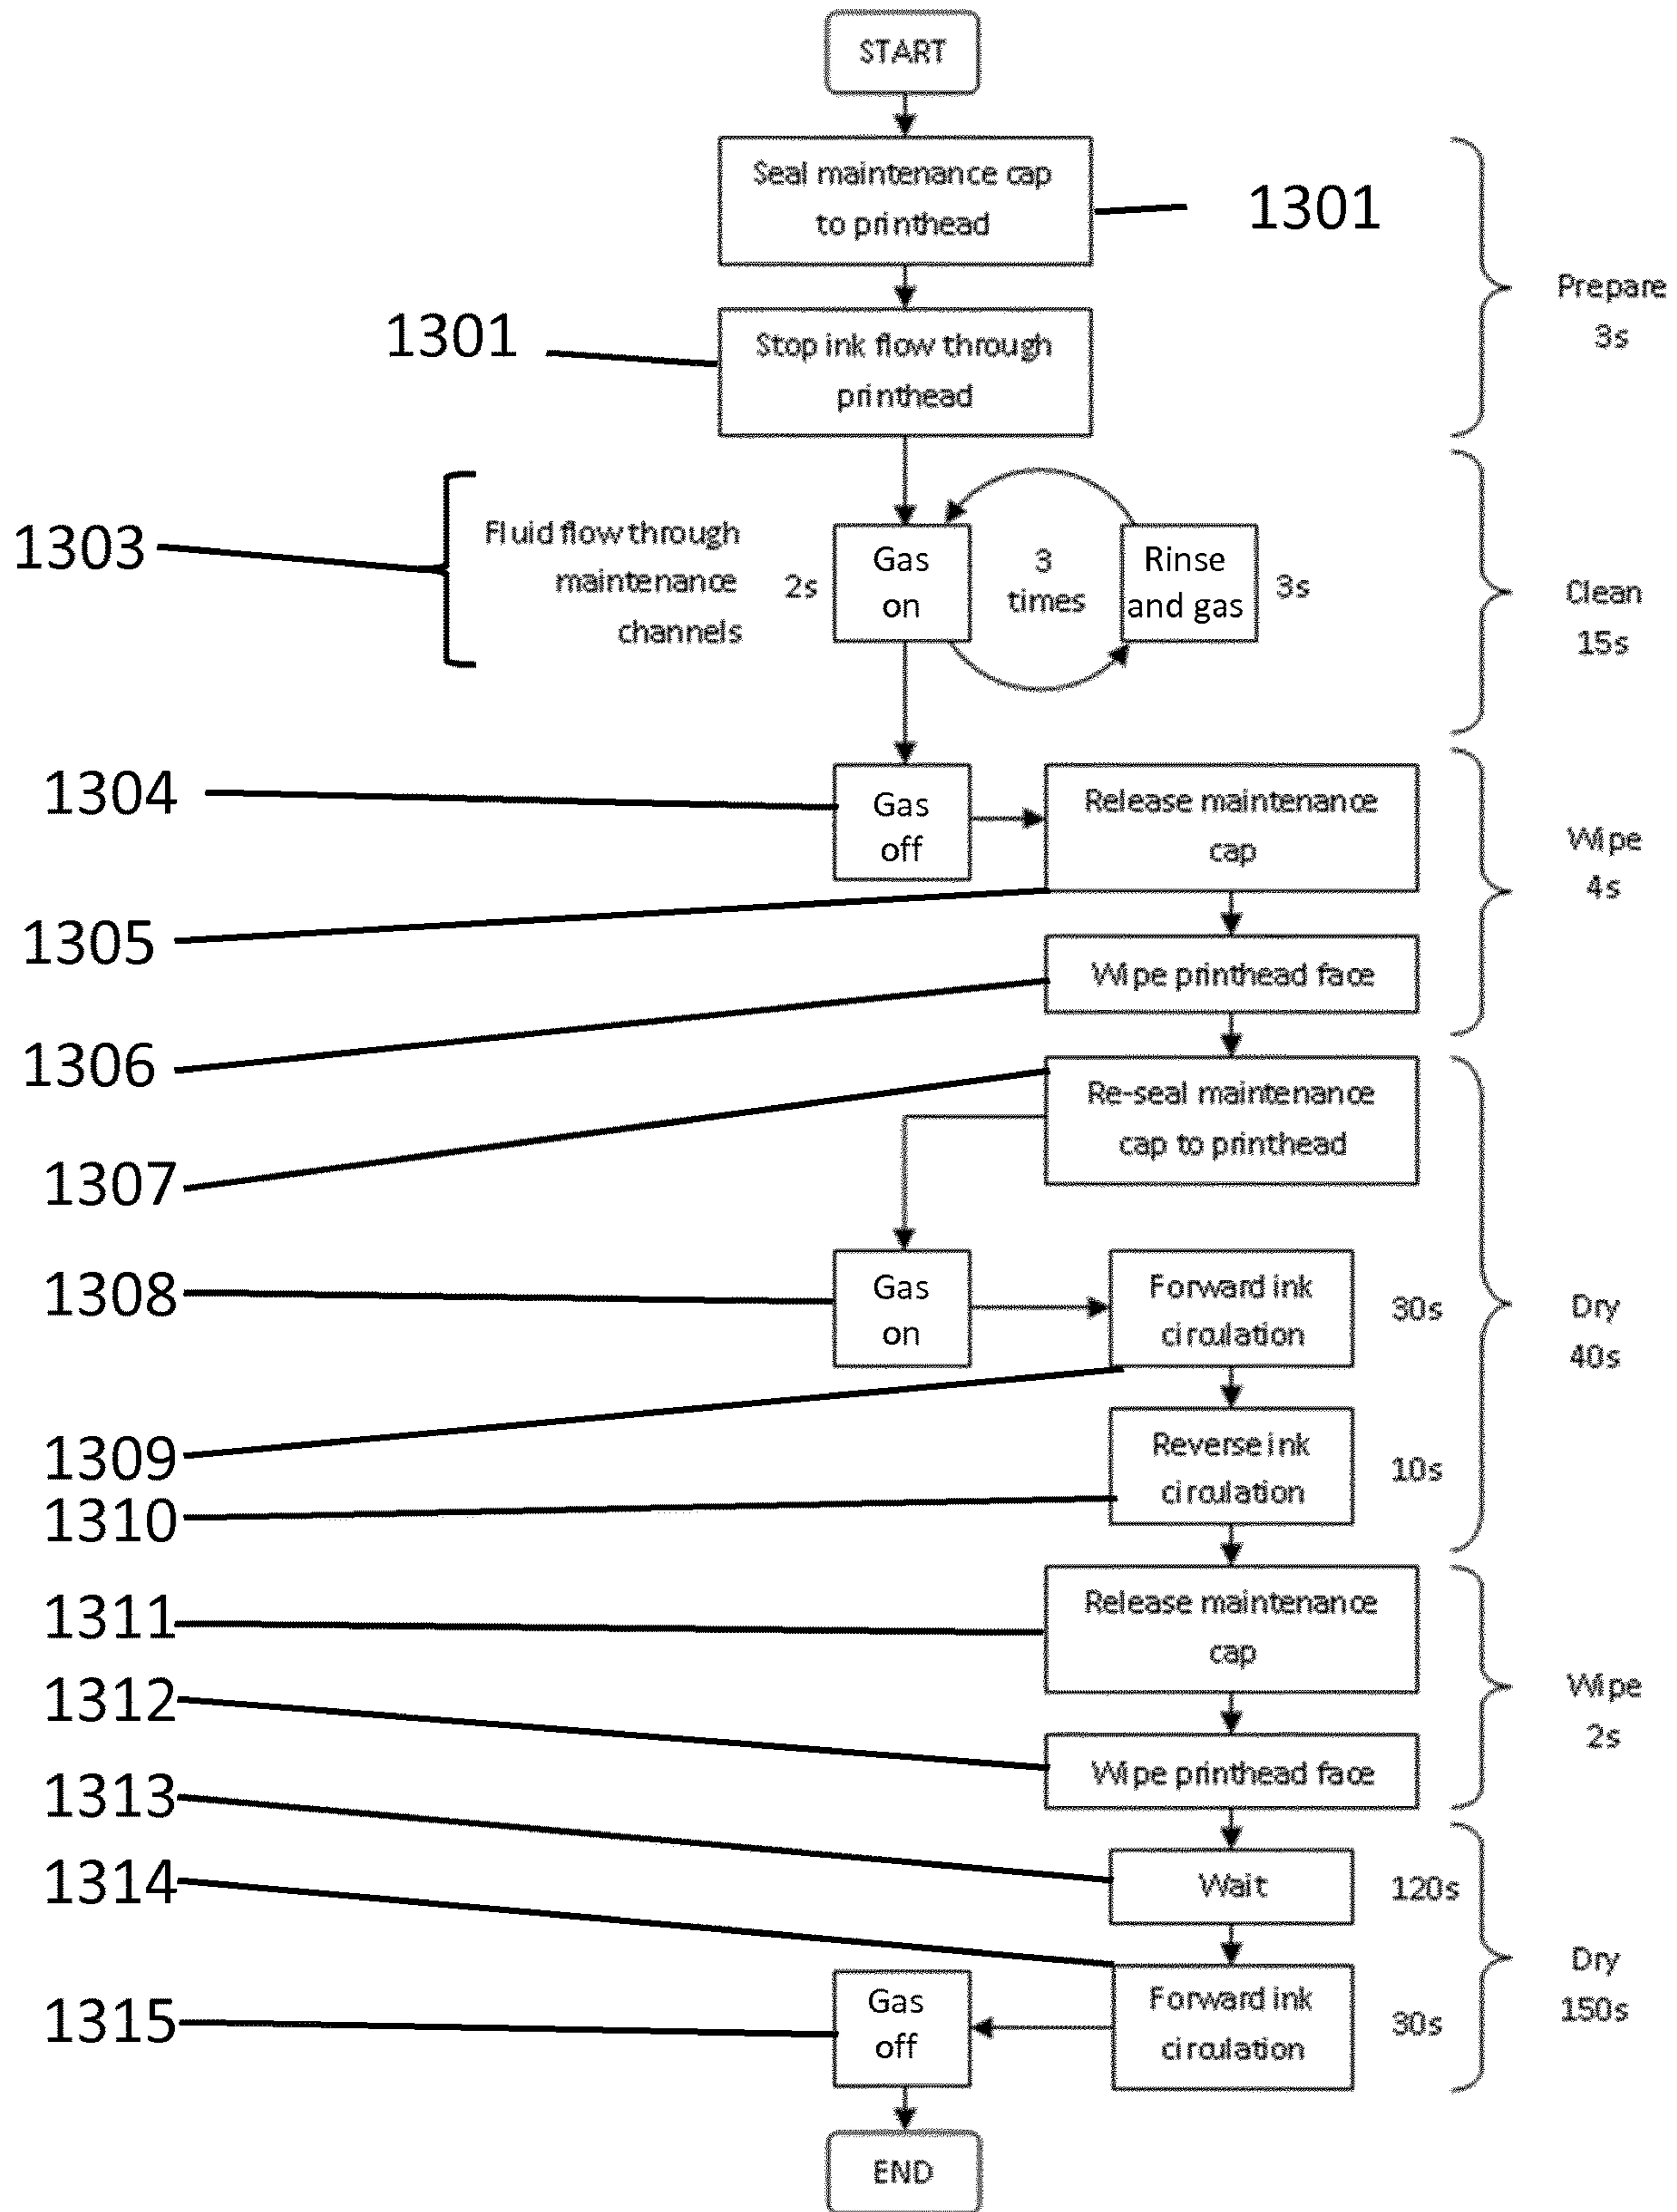 START
Seal maintenance cap
to printhead
1301
Prepare
3s
1301
Stop ink flow through
printhead
1303
Fluid flow through
maintenance
channels
2s
Gas
on
3
times
Rinse
and gas
3s
Clean
15s
1304
Gas
off
Release maintenance
cap
Wipe
4s
1305
Wipe printhead face
1306
Re-seal maintenance
cap to printhead
1307
1308
Gas
on
Forward ink
circulation
30s
Dry
40s
1309
Reverse ink
circulation
10s
1310
Release maintenance
cap
1311
Wipe
2s
1312
Wipe printhead face
1313
Wait
120s
1314
Forward ink
circulation
30s
Dry
150s
Gas
off
1315
END